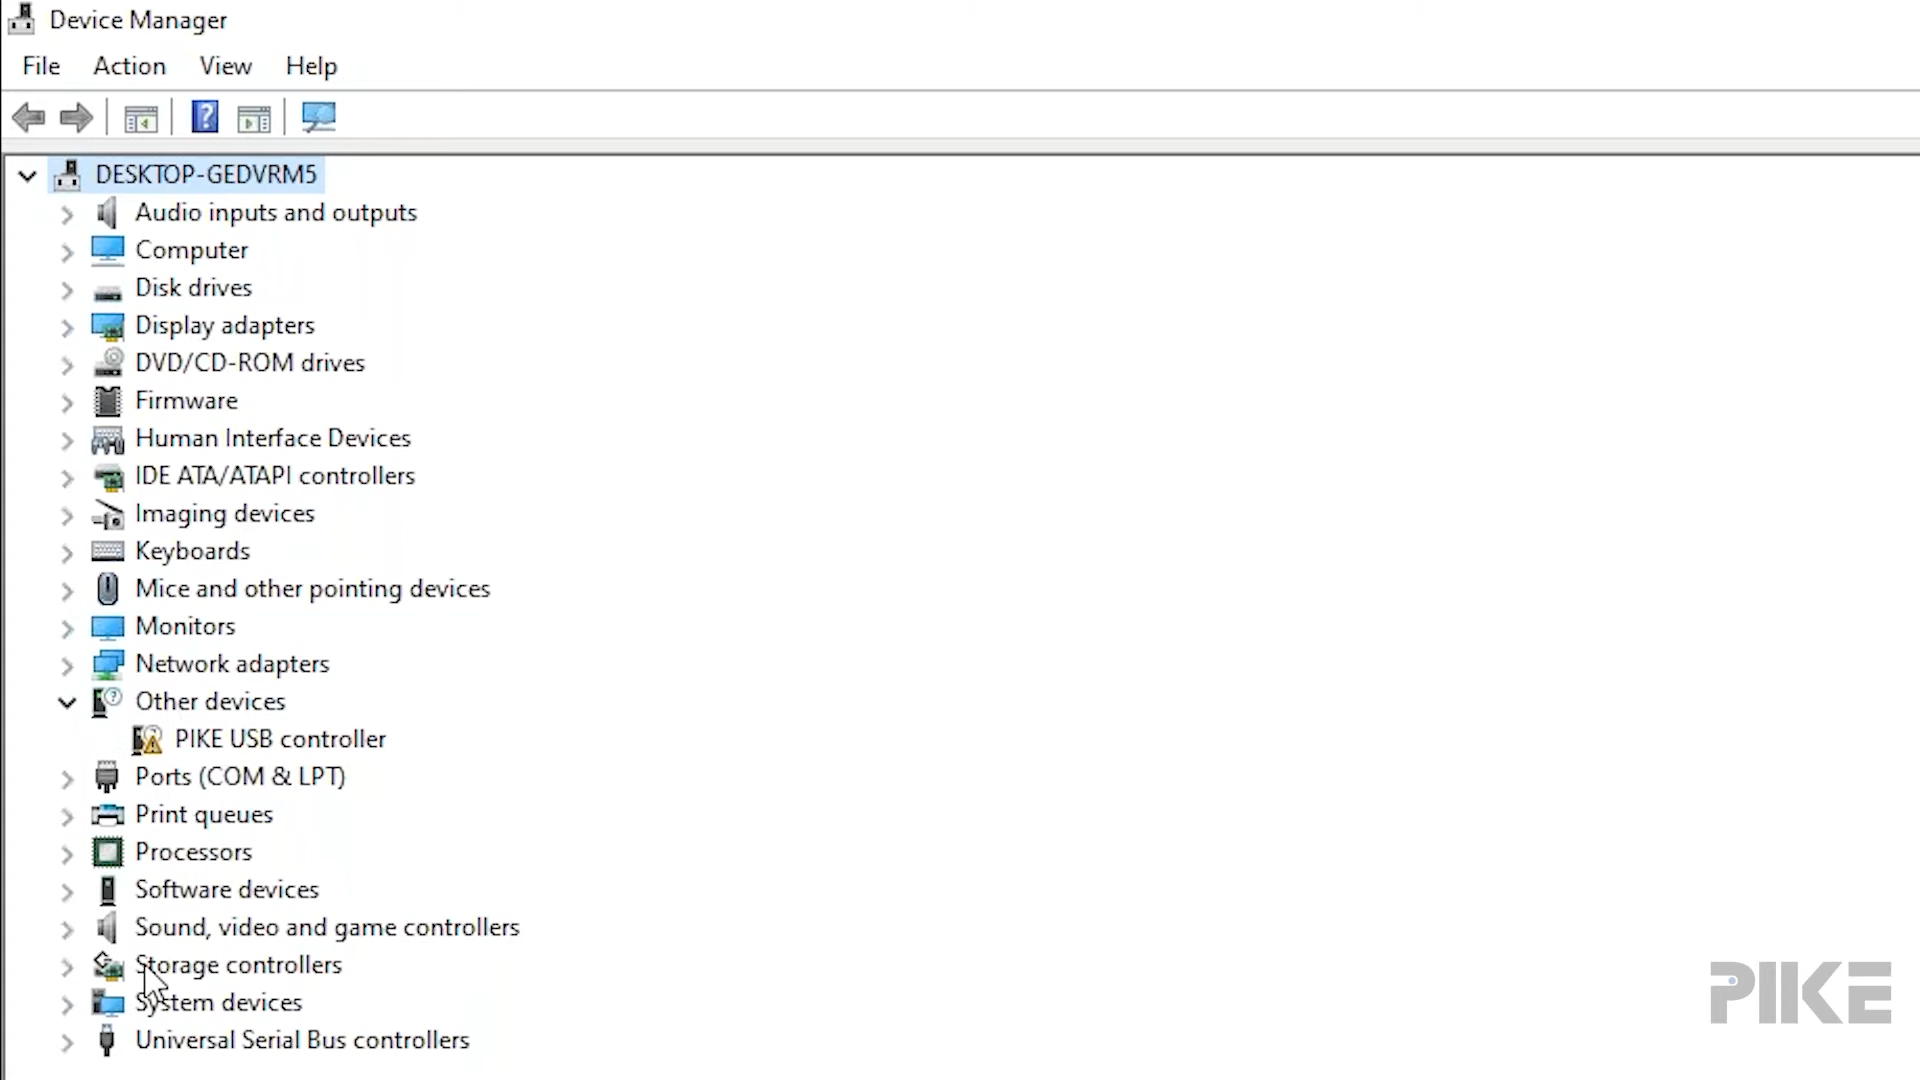 Device Manager
File Action View Help
DESKTOP-GEDVRM5
Audio inputs and outputs
Computer
Disk drives
Display adapters
DVD/CD-ROM drives
Firmware
Human Interface Devices
IDE ATA/ATAPI controllers
Imaging devices
Keyboards
Mice and other pointing devices
Monitors
Network adapters
Other devices
PIKE USB controller
Ports (COM & LPT)
Print queues
Processors
Software devices
Sound, video and game controllers
Storage controllers
System devices
Universal Serial Bus controllers
PIKE